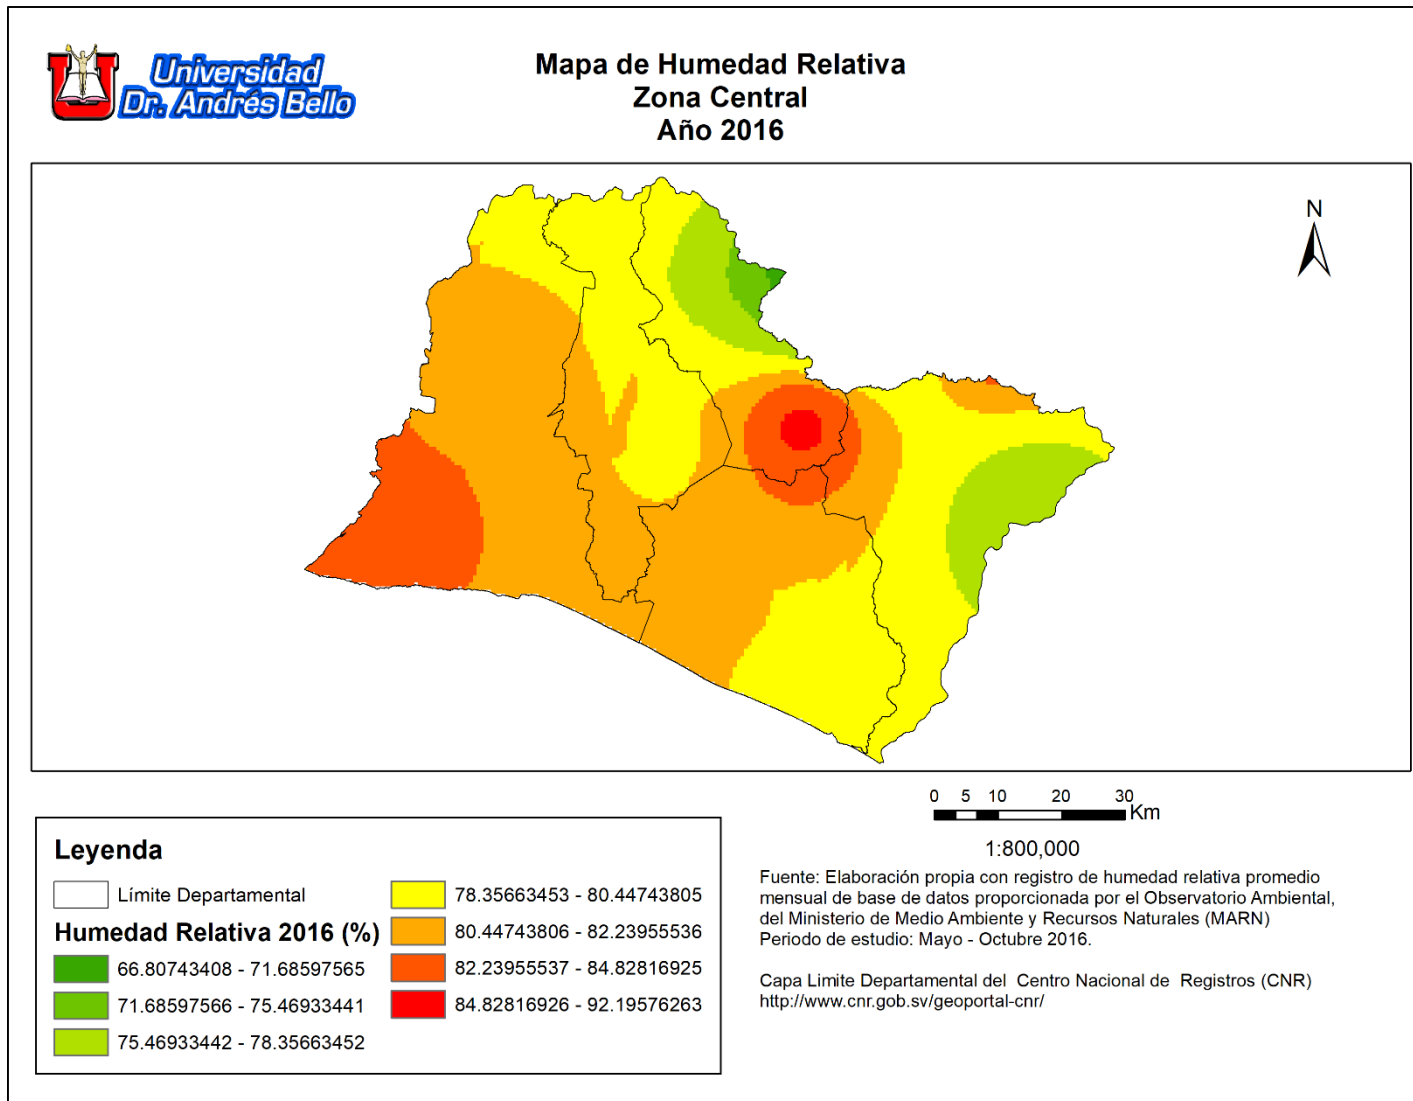 Universidad
Dr. Andrés Bello
Mapa de Humedad Relativa
Zona Central
Año 2016
N
0 5 10 20 30
Km
1:800,000
Leyenda
Límite Departamental
Humedad Relativa 2016 (%)
66.80743408 - 71.68597565
71.68597566 - 75.46933441
75.46933442 - 78.35663452
78.35663453 - 80.44743805
80.44743806 - 82.23955536
82.23955537 - 84.82816925
84.82816926 - 92.19576263
Fuente: Elaboración propia con registro de humedad relativa promedio
mensual de base de datos proporcionada por el Observatorio Ambiental,
del Ministerio de Medio Ambiente y Recursos Naturales (MARN)
Periodo de estudio: Mayo - Octubre 2016.
Capa Limite Departamental del Centro Nacional de Registros (CNR)
http://www.cnr.gob.sv/geoportal-cnr/